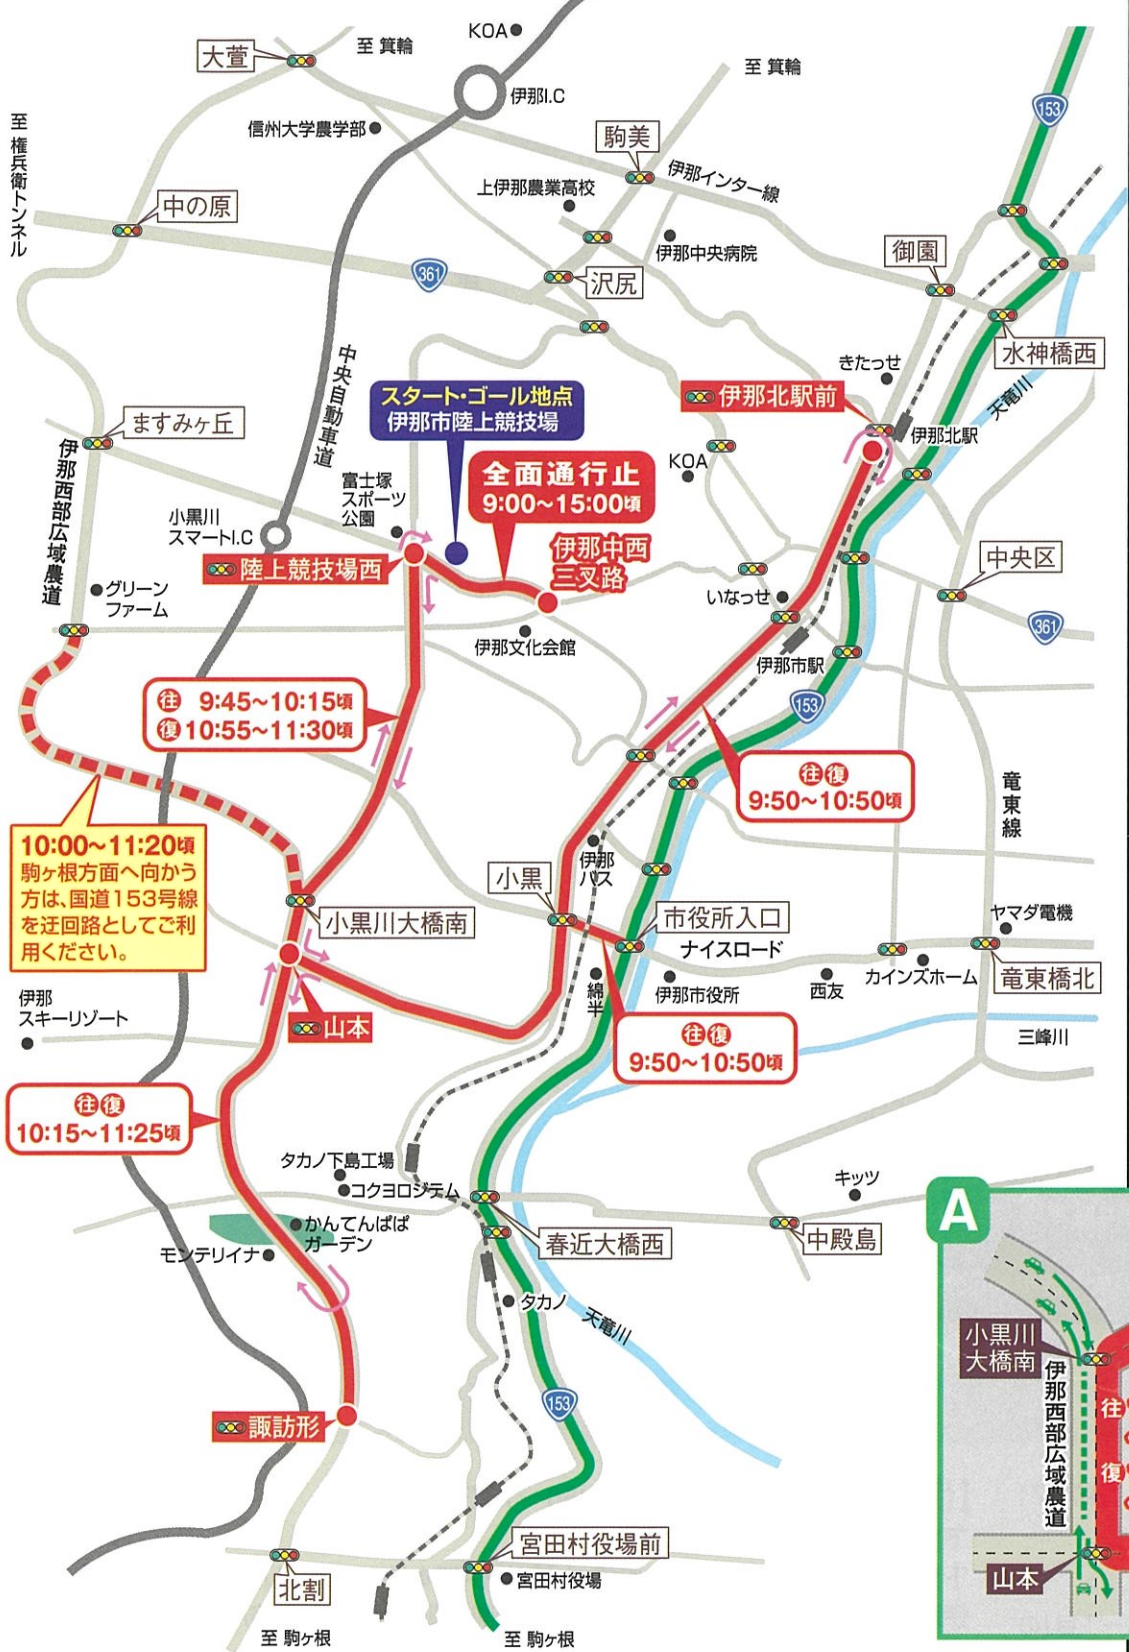 KOA
至 箕輪
大萱
伊那I.C
至 箕輪
153
信州大学農学部
駒美
伊那インター線
至 権兵衛トンネル
上伊那農業高校
中の原
伊那中央病院
御園
361
沢尻
水神橋西
きたっせ
天竜川
中央自動車道
スタート・ゴール地点
伊那市陸上競技場
伊那北駅前
伊那北駅
ますみヶ丘
伊那西部広域農道
KOA
全面通行止
9:00〜15:00頃
富士塚
スポーツ
公園
小黒川
スマートI.C
伊那中西
三叉路
陸上競技場西
中央区
グリーン
ファーム
いなっせ
361
伊那文化会館
伊那市駅
往 9:45〜10:15頃
復 10:55〜11:30頃
153
往復
9:50〜10:50頃
竜東線
10:00〜11:20頃
駒ヶ根方面へ向かう
方は、国道153号線
を迂回路としてご利
用ください。
伊那
バス
小黒
小黒川大橋南
市役所入口
ヤマダ電機
ナイスロード
カインズホーム
竜東橋北
西友
伊那市役所
綿半
伊那
スキーリゾート
山本
三峰川
往復
9:50〜10:50頃
往復
10:15〜11:25頃
タカノ下島工場
コクヨロジテム
キッツ
かんてんぱぱ
ガーデン
モンテリイナ
春近大橋西
中殿島
A
タカノ
天竜川
小黒川
大橋南
伊那西部広域農道
往
復
153
諏訪形
山本
宮田村役場前
宮田村役場
北割
至 駒ヶ根
至 駒ヶ根